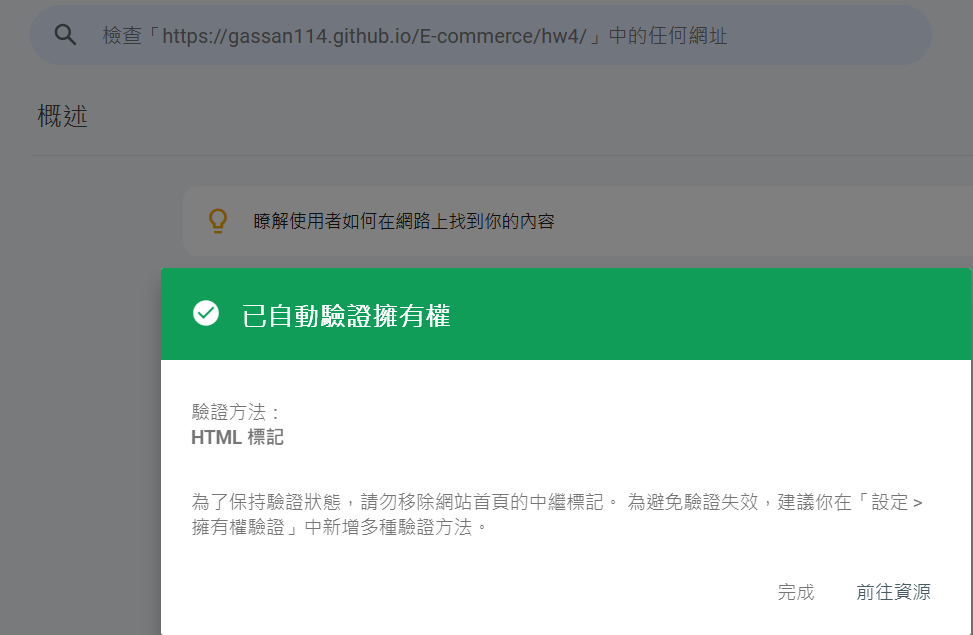 檢查「https://gassan114.github.io/E-commerce/hw4/」中的任何網址
概述
瞭解使用者如何在網路上找到你的內容
已自動驗證擁有權
驗證方法：
HTML 標記
為了保持驗證狀態，請勿移除網站首頁的中繼標記。 為避免驗證失效，建議你在「設定 >
擁有權驗證」中新增多種驗證方法。
完成 前往資源